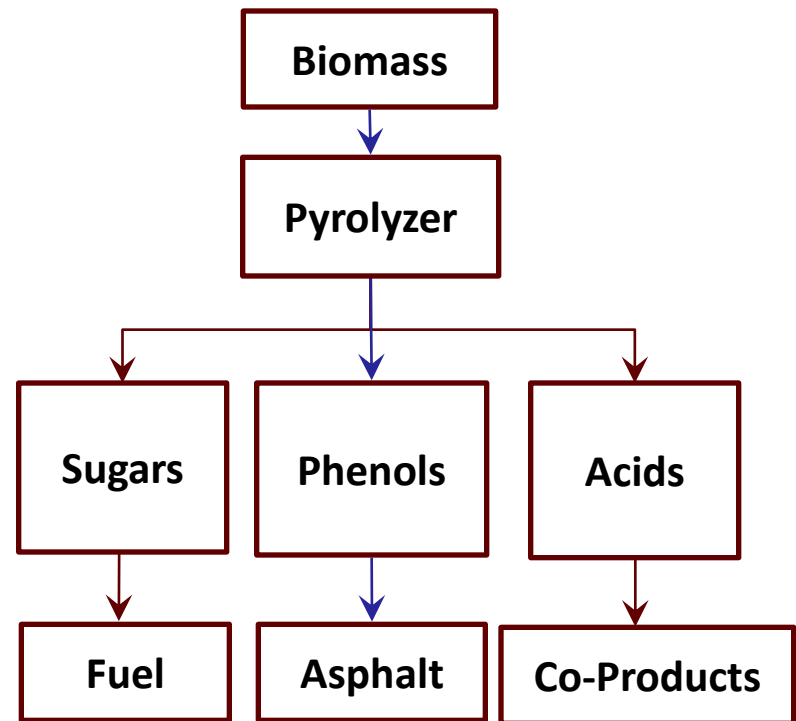 Biomass
Pyrolyzer
Sugars
Phenols
Acids
Fuel
Asphalt
Co-Products